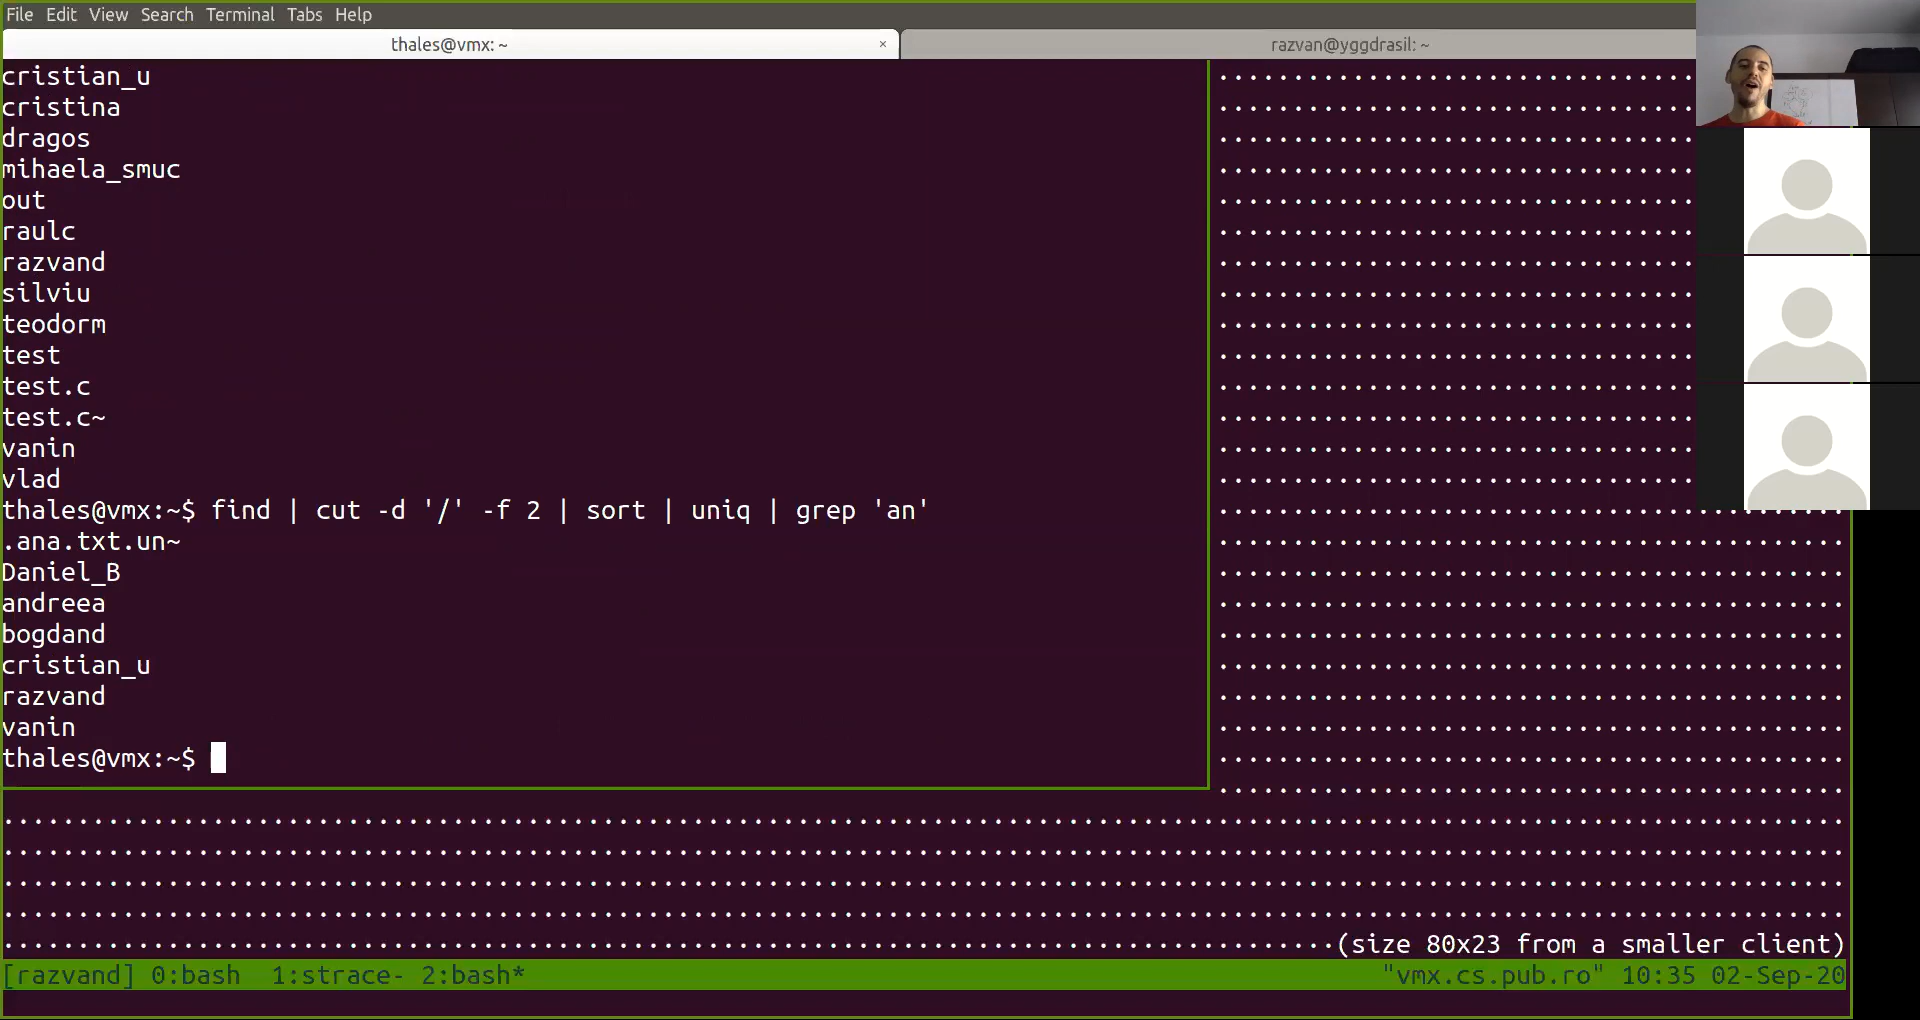 File Edit View Search Terminal Tabs Help
thales@vmx: ~ × razvan@yggdrasil: ~
cristian_u
cristina
dragos
mihaela_smuc
out
raulc
razvand
silviu
teodorm
test
test.c
test.c~
vanin
vlad
thales@vmx:~$ find | cut -d '/' -f 2 | sort | uniq | grep 'an'
.ana.txt.un~
Daniel_B
andreea
bogdand
cristian_u
razvand
vanin
thales@vmx:~$
(size 80x23 from a smaller client)
[razvand] 0:bash  1:strace- 2:bash* "vmx.cs.pub.ro" 10:35 02-Sep-20